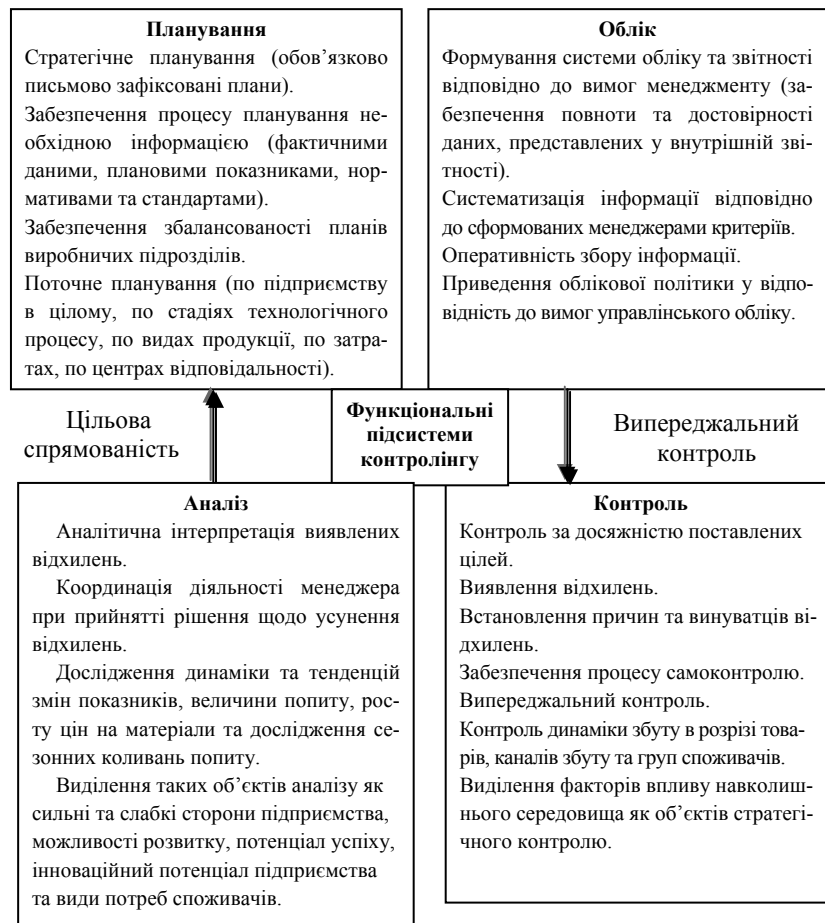 Планування
Стратегічне планування (обов’язково
письмово зафіксовані плани).
Забезпечення процесу планування не-
обхідною інформацією (фактичними
даними, плановими показниками, нор-
мативами та стандартами).
Забезпечення збалансованості планів
виробничих підрозділів.
Поточне планування (по підприємству
в цілому, по стадіях технологічного
процесу, по видах продукції, по затра-
тах, по центрах відповідальності).
Облік
Формування системи обліку та звітності
відповідно до вимог менеджменту (за-
безпечення повноти та достовірності
даних, представлених у внутрішній зві-
тності).
Систематизація інформації відповідно
до сформованих менеджерами критеріїв.
Оперативність збору інформації.
Приведення облікової політики у відпо-
відність до вимог управлінського обліку.
Цільова
спрямованість
Функціональні
підсистеми
контролінгу
Випереджальний
контроль
Аналіз
Аналітична інтерпретація виявлених
відхилень.
Координація діяльності менеджера
при прийнятті рішення щодо усунення
відхилень.
Дослідження динаміки та тенденцій
змін показників, величини попиту, рос-
ту цін на матеріали та дослідження се-
зонних коливань попиту.
Виділення таких об’єктів аналізу як
сильні та слабкі сторони підприємства,
можливості розвитку, потенціал успіху,
інноваційний потенціал підприємства
та види потреб споживачів.
Контроль
Контроль за досяжністю поставлених
цілей.
Виявлення відхилень.
Встановлення причин та винуватців ві-
дхилень.
Забезпечення процесу самоконтролю.
Випереджальний контроль.
Контроль динаміки збуту в розрізі това-
рів, каналів збуту та груп споживачів.
Виділення факторів впливу навколиш-
нього середовища як об’єктів стратегі-
чного контролю.